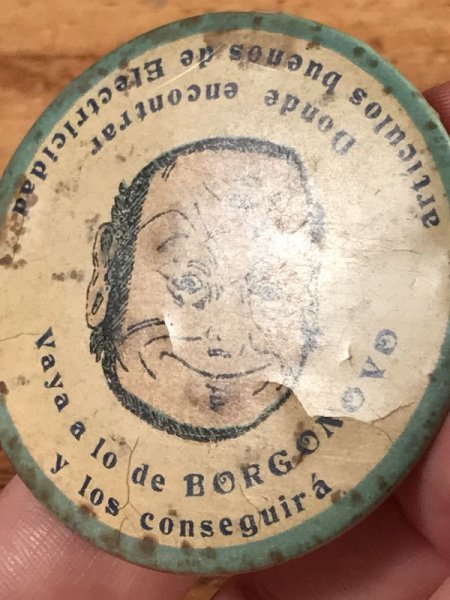 Donde encontrar
artículos buenos de Electricidad
Vaya a lo de BORGONOVO
y los conseguirá